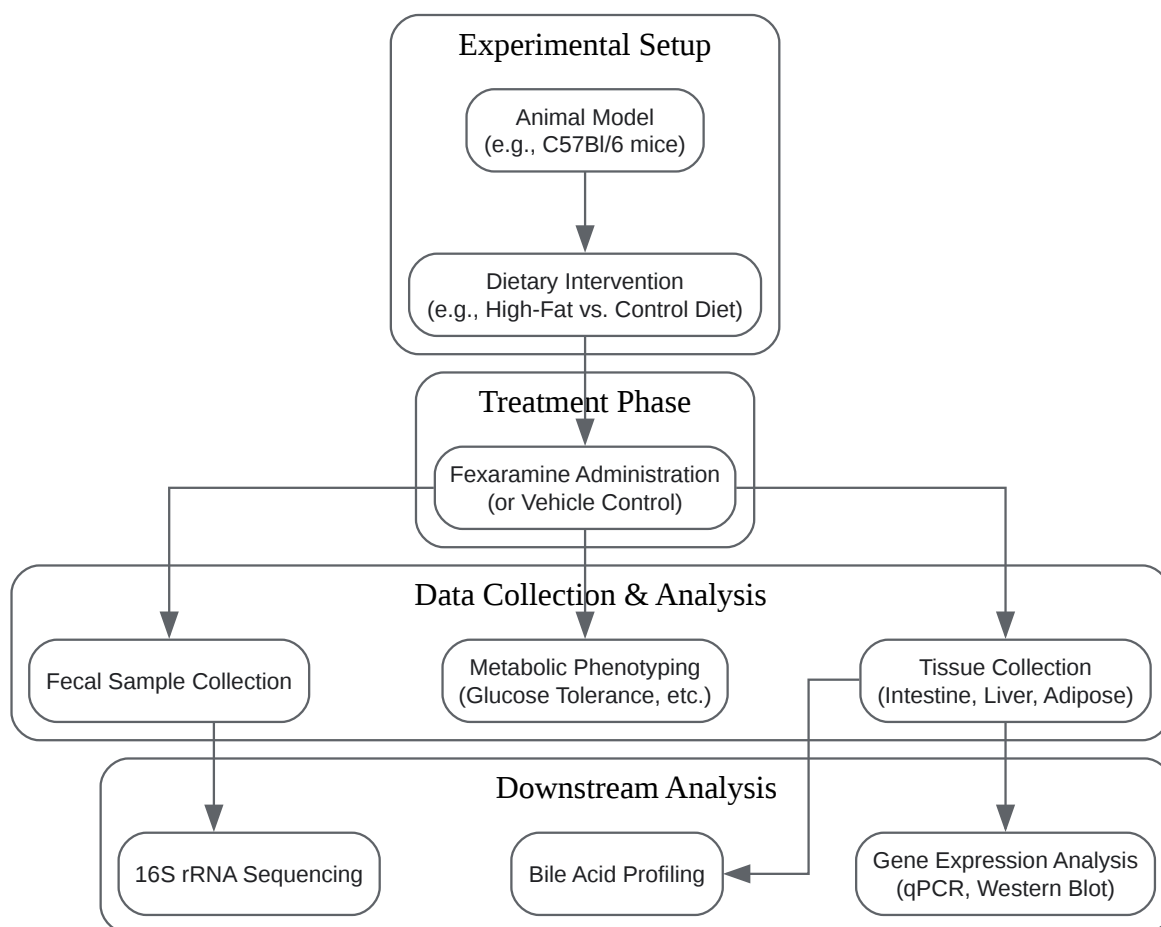 Experimental Setup
Animal Model
(e.g., C57Bl/6 mice)
Dietary Intervention
(e.g., High-Fat vs. Control Diet)
Treatment Phase
Fexaramine Administration
(or Vehicle Control)
Data Collection & Analysis
Fecal Sample Collection
Metabolic Phenotyping
(Glucose Tolerance, etc.)
Tissue Collection
(Intestine, Liver, Adipose)
Downstream Analysis
16S rRNA Sequencing
Bile Acid Profiling
Gene Expression Analysis
(qPCR, Western Blot)